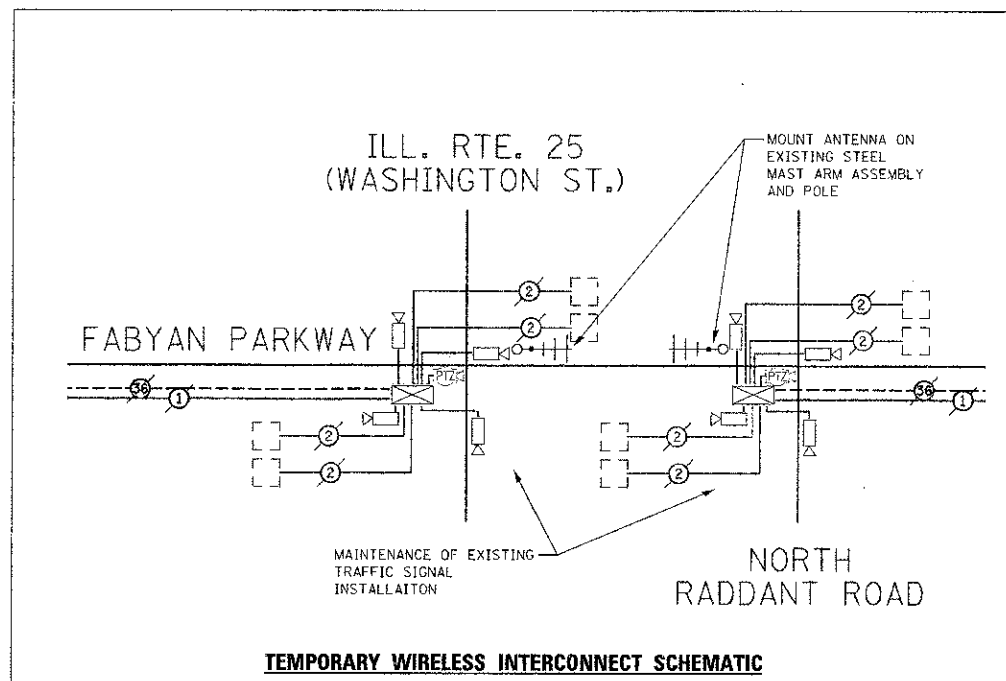 ILL. RTE. 25
(WASHINGTON ST.)
MOUNT ANTENNA ON
EXISTING STEEL
MAST ARM ASSEMBLY
AND POLE
FABYAN PARKWAY
2
2
2
2
PTZ
PTZ
36
1
36
1
2
2
2
2
MAINTENANCE OF EXISTING
TRAFFIC SIGNAL
INSTALLAITON
NORTH
RADDANT ROAD
TEMPORARY WIRELESS INTERCONNECT SCHEMATIC